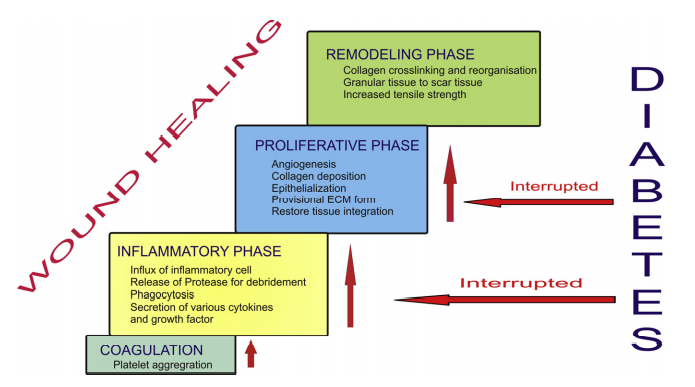 WOUND HEALING
REMODELING PHASE
Collagen crosslinking and reorganisation
Granular tissue to scar tissue
Increased tensile strength
PROLIFERATIVE PHASE
Angiogenesis
Collagen deposition
Epithelialization
Provisional ECM form
Restore tissue integration
INFLAMMATORY PHASE
Influx of inflammatory cell
Release of Protease for debridement
Phagocytosis
Secretion of various cytokines
and growth factor
COAGULATION
Platelet aggregration
Interrupted
Interrupted
DIABETES